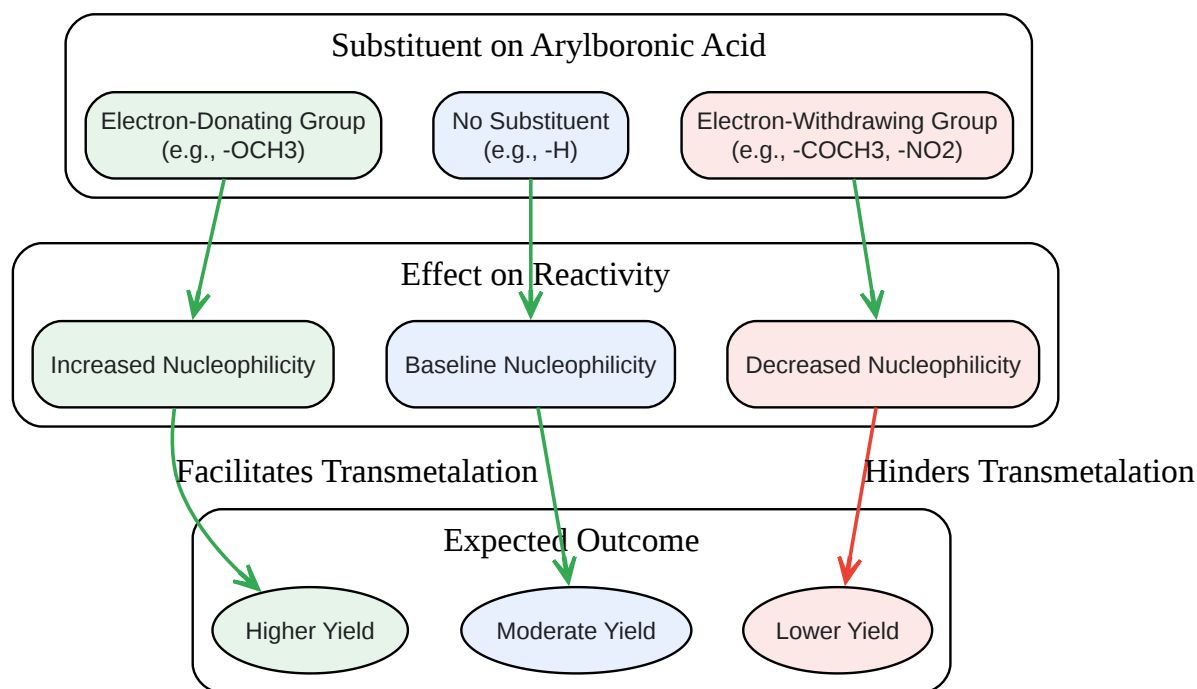 Substituent on Arylboronic Acid
Electron-Donating Group
(e.g., -OCH3)
No Substituent
(e.g., -H)
Electron-Withdrawing Group
(e.g., -COCH3, -NO2)
Effect on Reactivity
Increased Nucleophilicity
Baseline Nucleophilicity
Decreased Nucleophilicity
Facilitates Transmetalation
Hinders Transmetalation
Expected Outcome
Higher Yield
Moderate Yield
Lower Yield